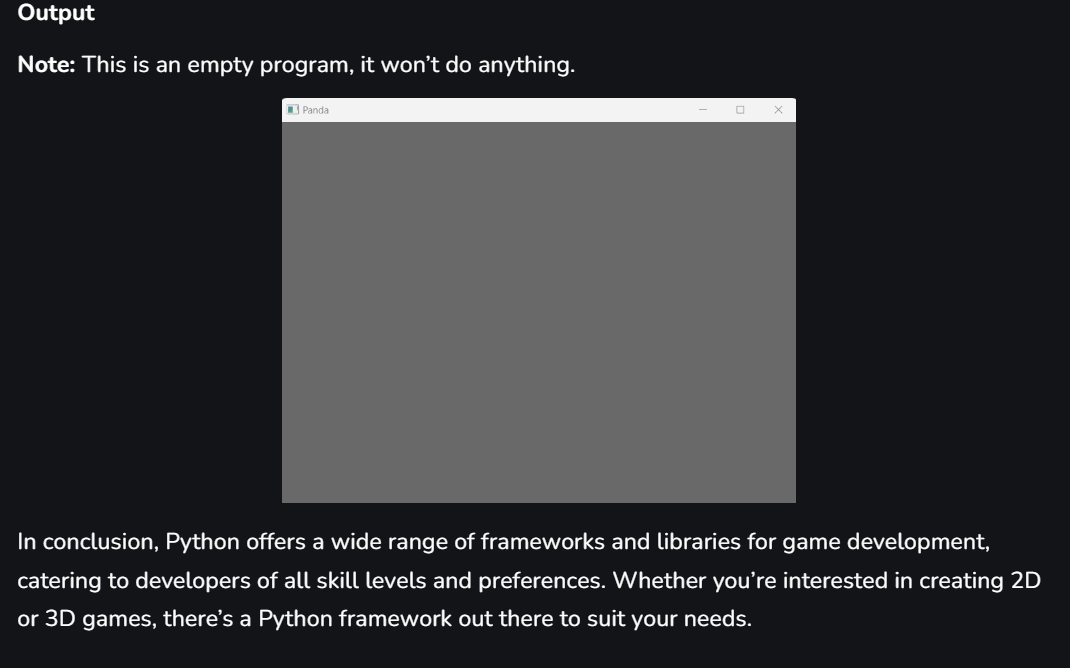 Output
Note: This is an empty program, it won’t do anything.
Panda
In conclusion, Python offers a wide range of frameworks and libraries for game development,
catering to developers of all skill levels and preferences. Whether you’re interested in creating 2D
or 3D games, there’s a Python framework out there to suit your needs.